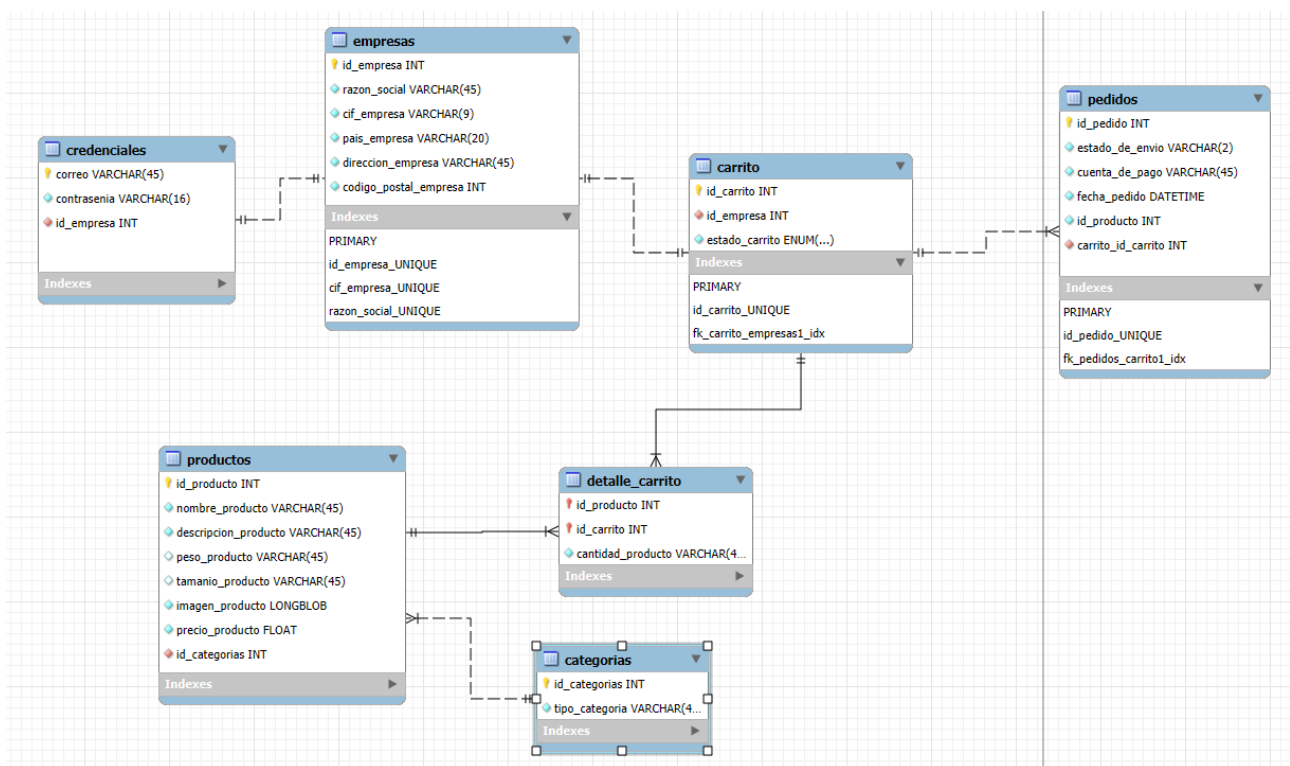 empresas
id_empresa INT
razon_social VARCHAR(45)
cif_empresa VARCHAR(9)
pais_empresa VARCHAR(20)
direccion_empresa VARCHAR(45)
codigo_postal_empresa INT
Indexes
PRIMARY
id_empresa_UNIQUE
cif_empresa_UNIQUE
razon_social_UNIQUE
credenciales
correo VARCHAR(45)
contrasenia VARCHAR(16)
id_empresa INT
Indexes
carrito
id_carrito INT
id_empresa INT
estado_carrito ENUM(...)
Indexes
PRIMARY
id_carrito_UNIQUE
fk_carrito_empresas1_idx
pedidos
id_pedido INT
estado_de_envio VARCHAR(2)
cuenta_de_pago VARCHAR(45)
fecha_pedido DATETIME
id_producto INT
carrito_id_carrito INT
Indexes
PRIMARY
id_pedido_UNIQUE
fk_pedidos_carrito1_idx
productos
id_producto INT
nombre_producto VARCHAR(45)
descripcion_producto VARCHAR(45)
peso_producto VARCHAR(45)
tamanio_producto VARCHAR(45)
imagen_producto LONGBLOB
precio_producto FLOAT
id_categorias INT
Indexes
detalle_carrito
id_producto INT
id_carrito INT
cantidad_producto VARCHAR(4...
Indexes
categorias
id_categorias INT
tipo_categoria VARCHAR(4...
Indexes